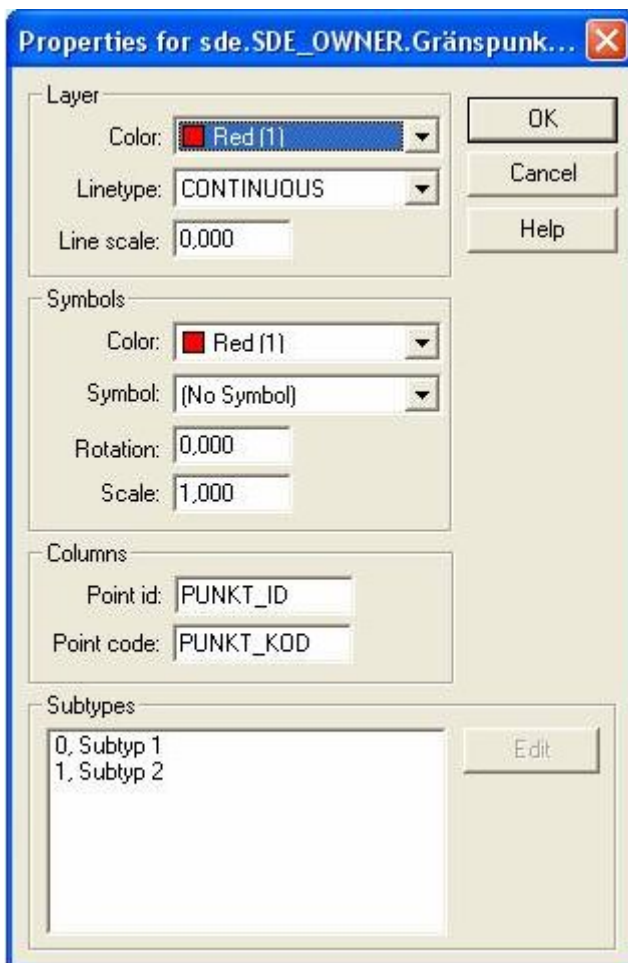 Properties for sde.SDE_OWNER.Gränspunk...
Layer
Color: Red (1)
Linetype: CONTINUOUS
Line scale: 0,000
OK
Cancel
Help
Symbols
Color: Red (1)
Symbol: (No Symbol)
Rotation: 0,000
Scale: 1,000
Columns
Point id: PUNKT_ID
Point code: PUNKT_KOD
Subtypes
0, Subtyp 1
1, Subtyp 2
Edit